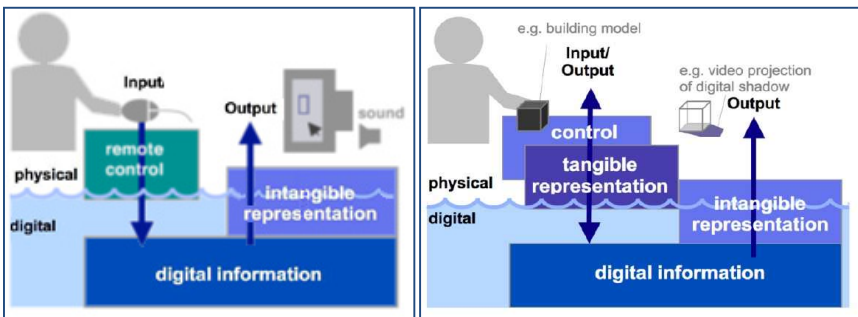 Input
Output
sound
remote
control
physical
digital
intangible
representation
digital information
e.g. building model
Input/
Output
e.g. video projection
of digital shadow
Output
control
tangible
representation
physical
digital
intangible
representation
digital information